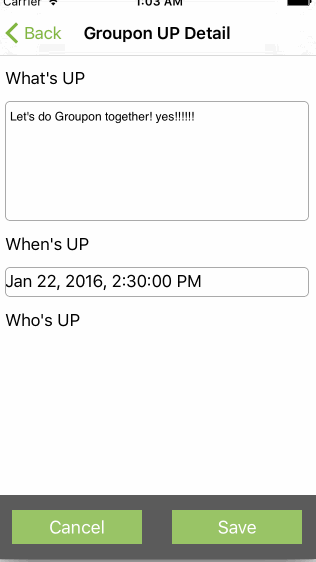 Carrier 1:03 AM
Back Groupon UP Detail
What's UP
Let's do Groupon together! yes!!!!!!
When's UP
Jan 22, 2016, 2:30:00 PM
Who's UP
Cancel Save